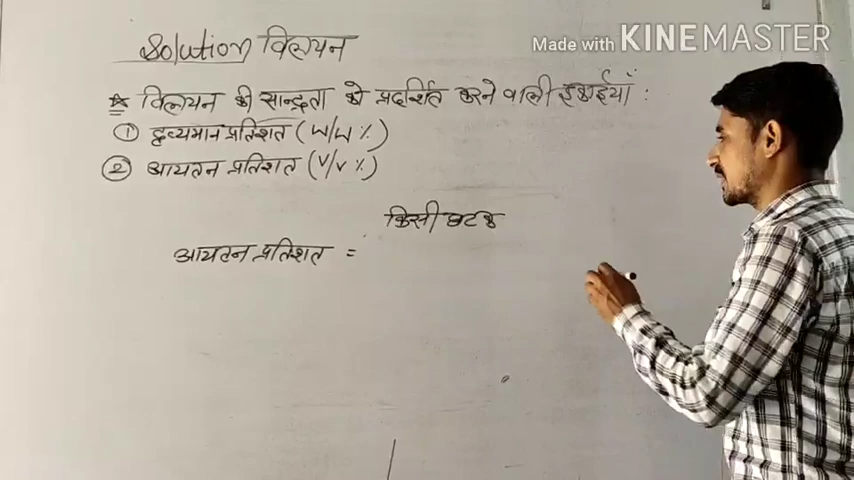 Made with KINEMASTER
Solution विलयन
* विलयन की सान्द्रता को प्रदर्शित करने वाली इकाईयाँ :
① द्रव्यमान प्रतिशत (W/W %)
② आयतन प्रतिशत (V/V %)
किसी घटक
आयतन प्रतिशत =